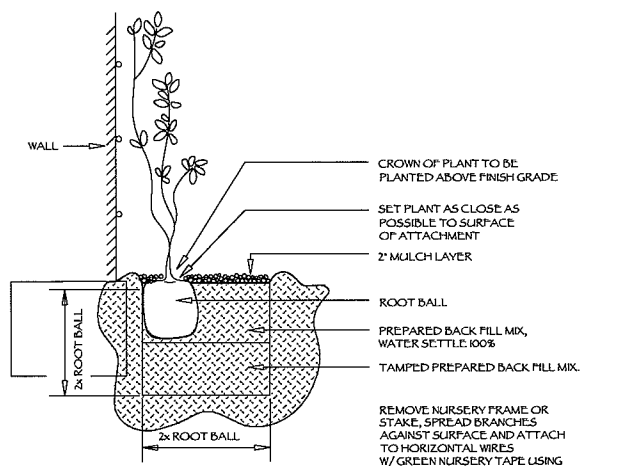 WALL
CROWN OF PLANT TO BE
PLANTED ABOVE FINISH GRADE
SET PLANT AS CLOSE AS
POSSIBLE TO SURFACE
OF ATTACHMENT
2" MULCH LAYER
ROOT BALL
PREPARED BACK FILL MIX,
WATER SETTLE 100%
TAMPED PREPARED BACK FILL MIX.
2x ROOT BALL
2x ROOT BALL
REMOVE NURSERY FRAME OR
STAKE, SPREAD BRANCHES
AGAINST SURFACE AND ATTACH
TO HORIZONTAL WIRES
W/ GREEN NURSERY TAPE USING